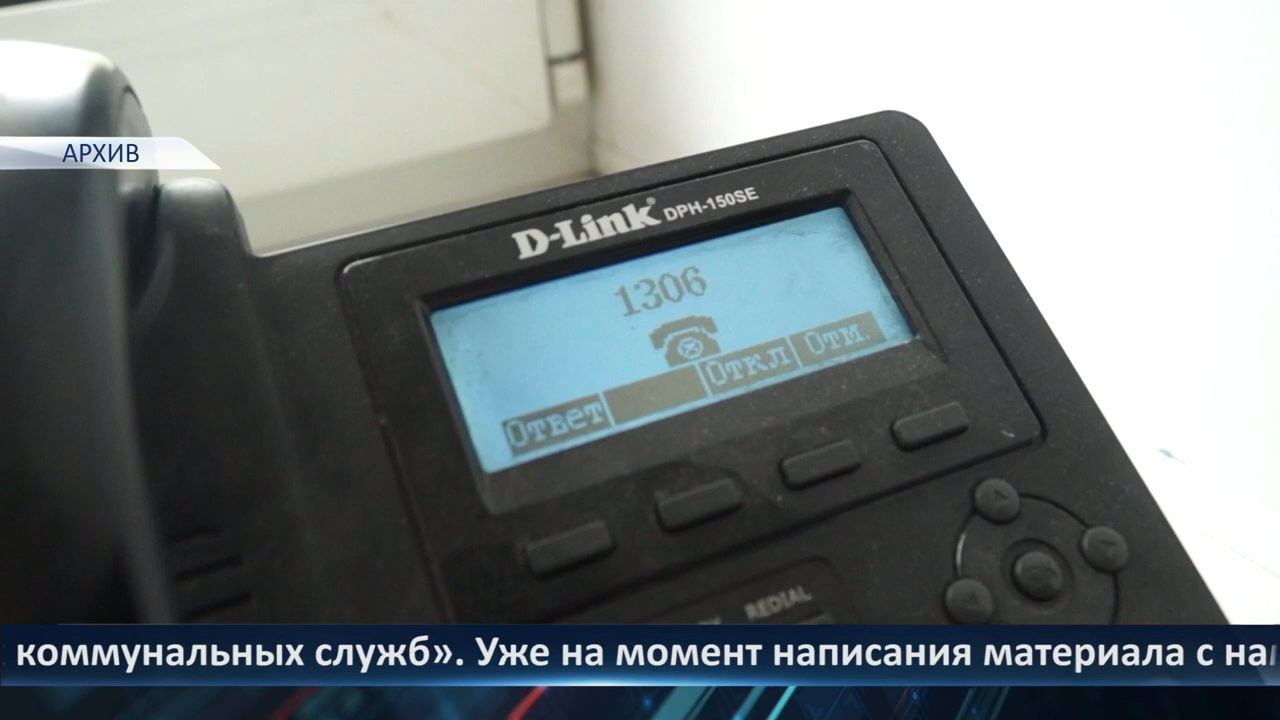 АРХИВ
D-Link DPH-150SE
1306
Ответ Откл Отм.
REDIAL
коммунальных служб». Уже на момент написания материала с на